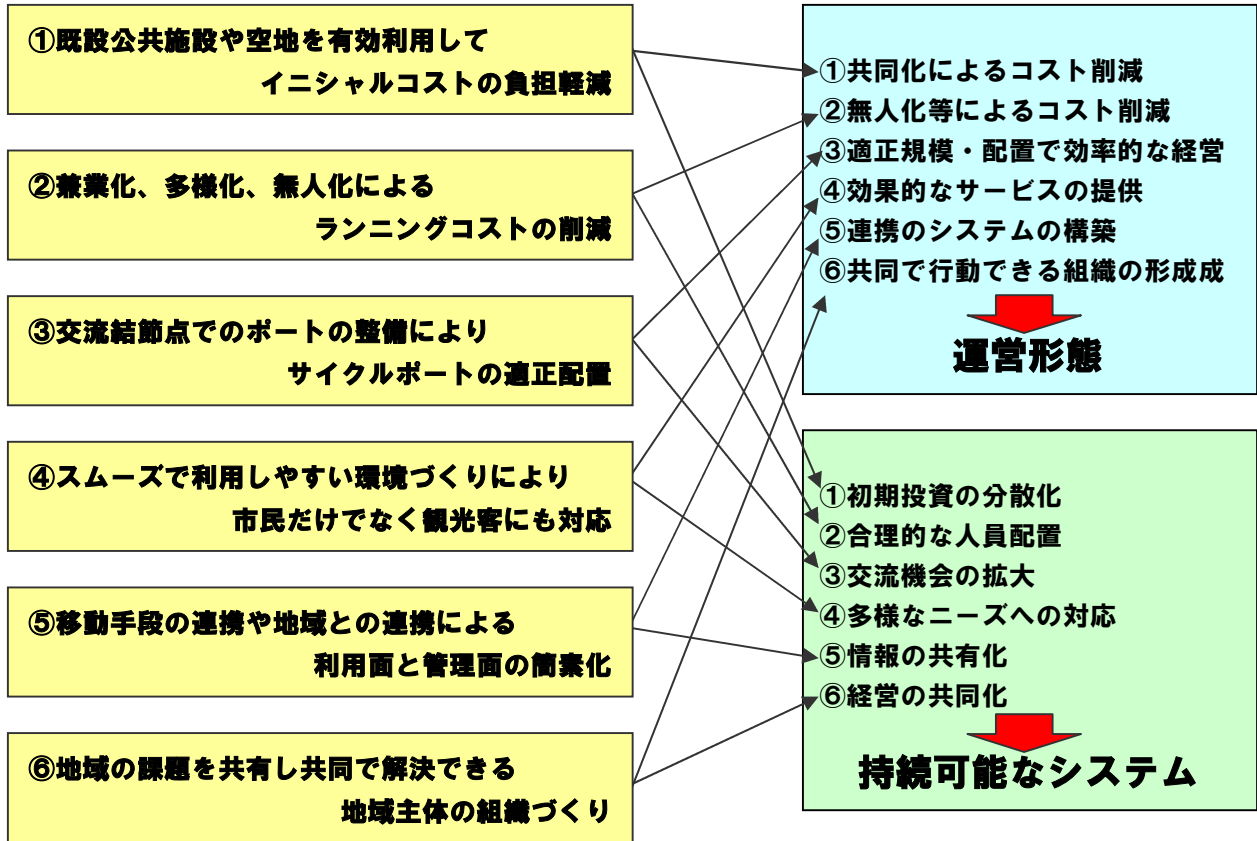 ①既設公共施設や空地を有効利用して
イニシャルコストの負担軽減
②兼業化、多様化、無人化による
ランニングコストの削減
③交流結節点でのポートの整備により
サイクルポートの適正配置
④スムーズで利用しやすい環境づくりにより
市民だけでなく観光客にも対応
⑤移動手段の連携や地域との連携による
利用面と管理面の簡素化
⑥地域の課題を共有し共同で解決できる
地域主体の組織づくり
①共同化によるコスト削減
②無人化等によるコスト削減
③適正規模・配置で効率的な経営
④効果的なサービスの提供
⑤連携のシステムの構築
⑥共同で行動できる組織の形成成
運営形態
①初期投資の分散化
②合理的な人員配置
③交流機会の拡大
④多様なニーズへの対応
⑤情報の共有化
⑥経営の共同化
持続可能なシステム